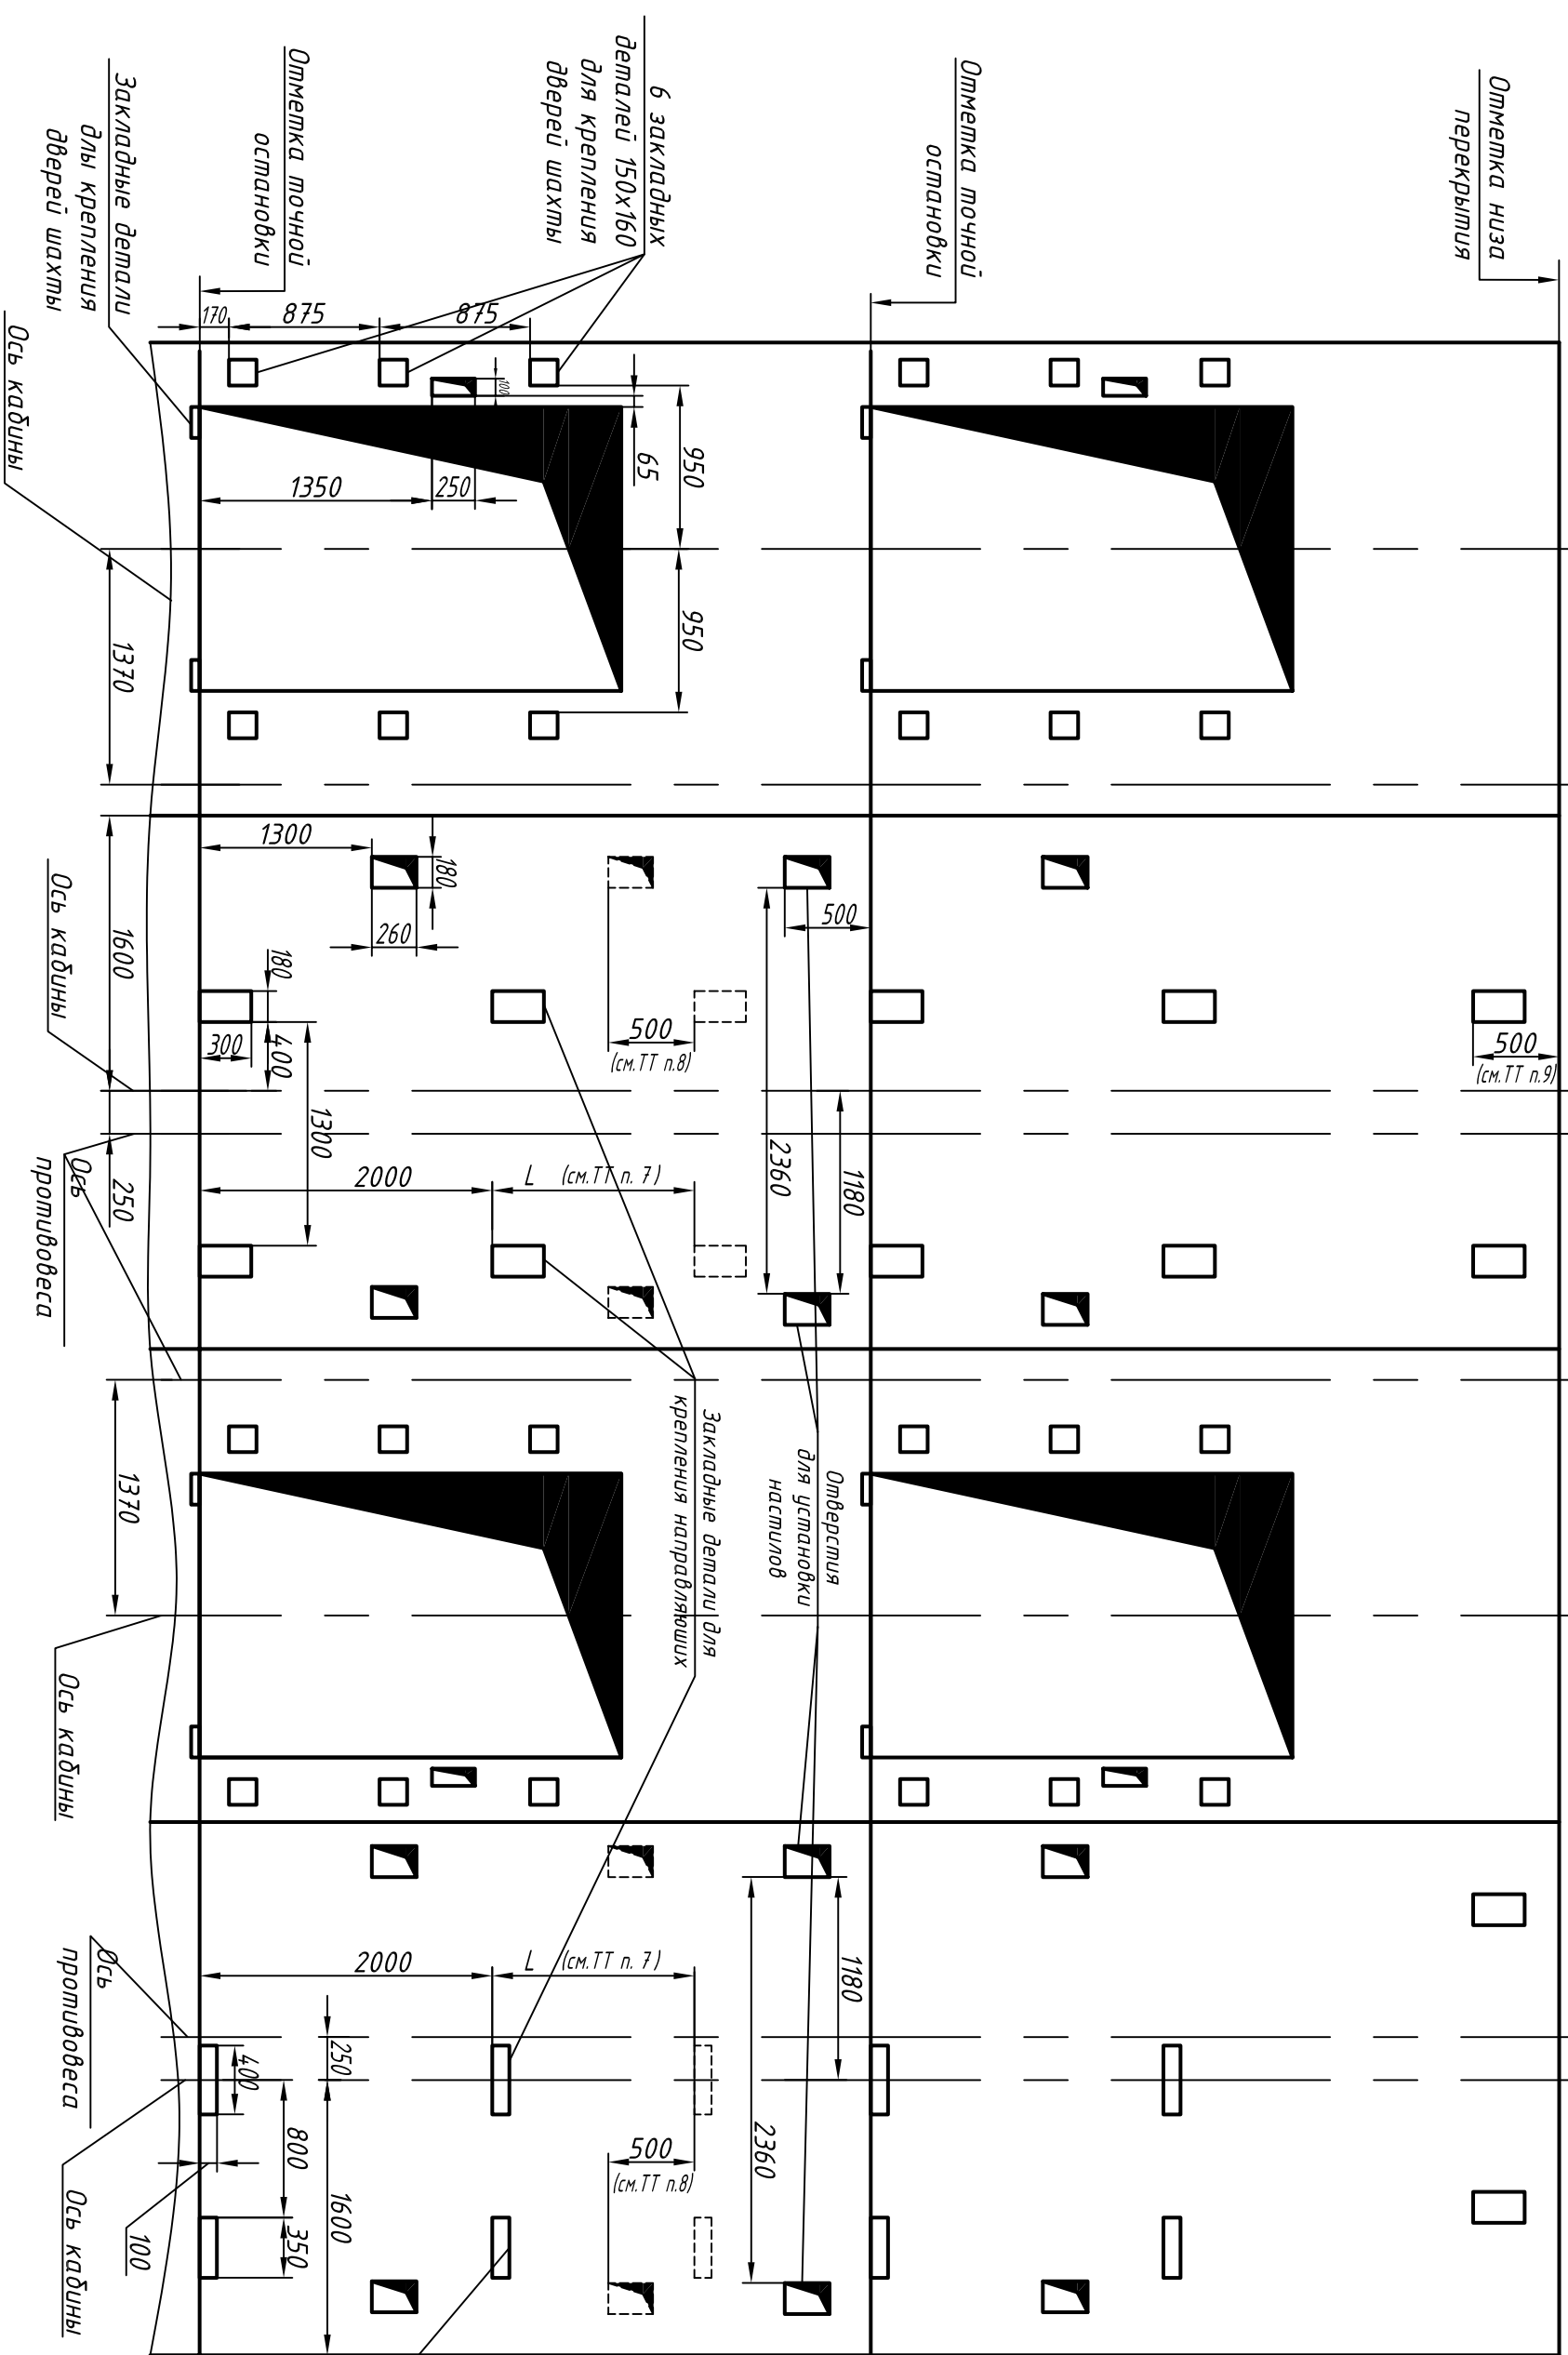 Отметка низа
перекрытия
Отметка точной
остановки
6 закладных
деталей 150х160
для крепления
дверей шахты
Отметка точной
остановки
Закладные детали
длы крепления
дверей шахты
Ось кабины
170
875
875
100
65
950
950
1350
250
1370
1300
180
260
500
Ось кабины
1600
180
400
300
1300
500
(см.ТТ п.8)
500
(см.ТТ п.9)
2360
1180
2000
L (см.ТТ п. 7)
250
Ось
противовеса
Закладные детали для
крепления направляющих
Отверстия
для установки
настилов
1370
Ось кабины
Ось
противовеса
2000
L (см.ТТ п. 7)
1180
250
400
800
2360
500
(см.ТТ п.8)
1600
350
100
Ось кабины